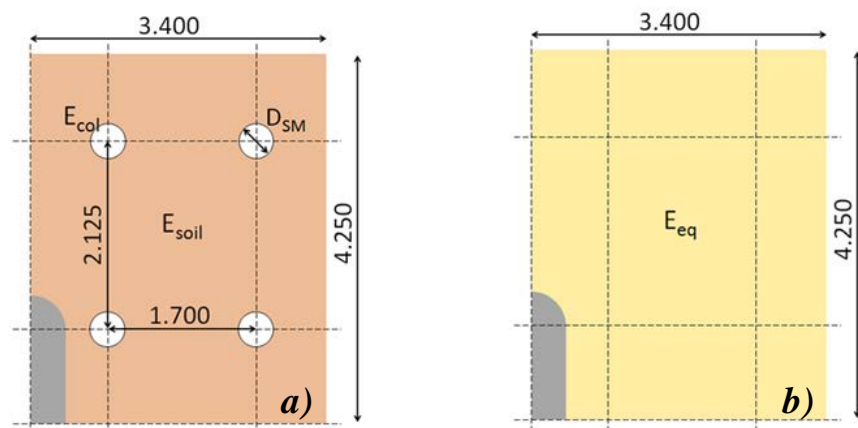 3.400
E_col
D_SM
2.125
E_soil
4.250
1.700
a)
3.400
E_eq
4.250
b)